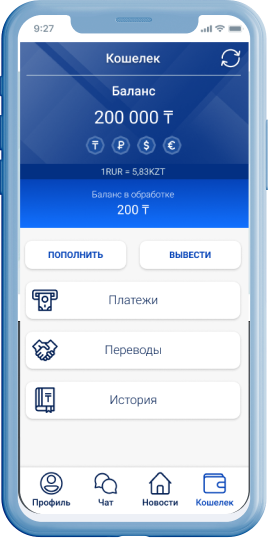 9:27
Кошелек
Баланс
200 000 ₸
₸ ₽ $ €
1RUR = 5,83KZT
Баланс в обработке
200 ₸
ПОПОЛНИТЬ ВЫВЕСТИ
Платежи
Переводы
₸ История
Профиль Чат Новости Кошелек